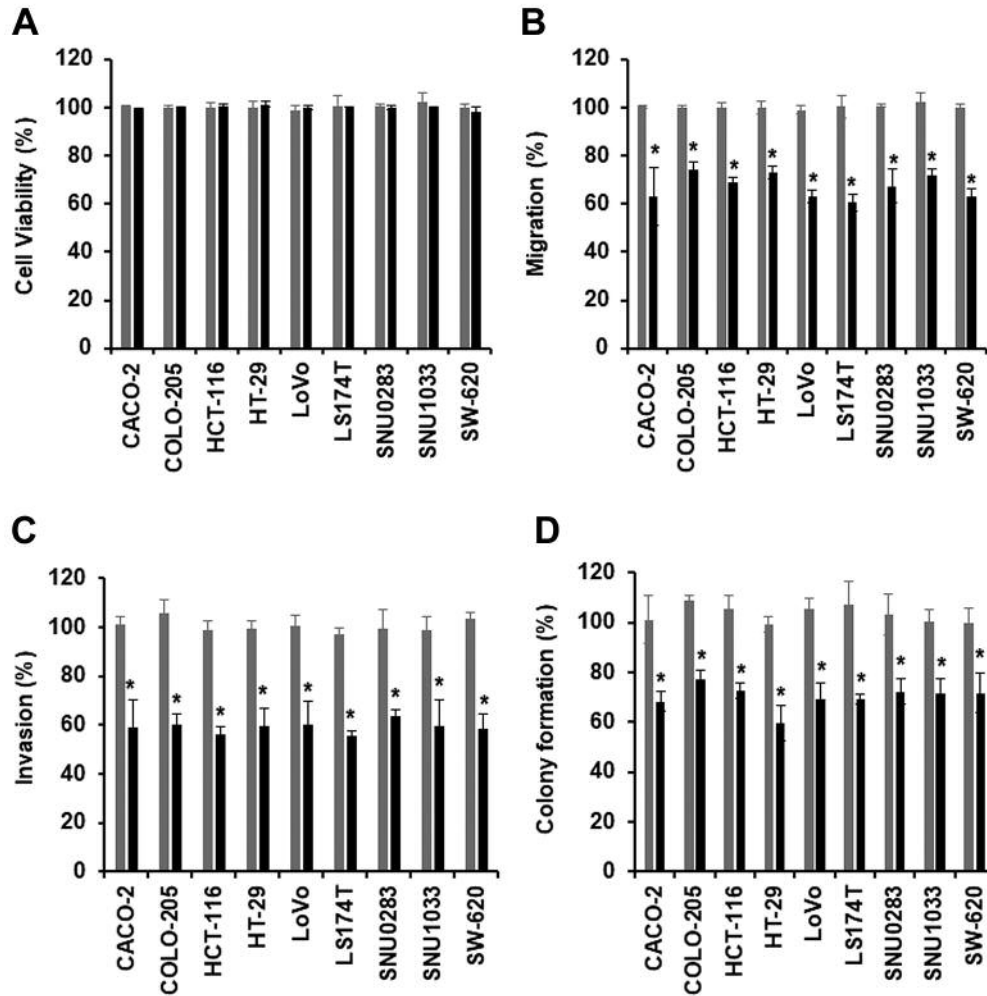 A
120
100
80
60
40
20
0
Cell Viability (%)
CACO-2
COLO-205
HCT-116
HT-29
LoVo
LS174T
SNU0283
SNU1033
SW-620
B
120
100
80
60
40
20
0
Migration (%)
* * * * * * * * *
CACO-2
COLO-205
HCT-116
HT-29
LoVo
LS174T
SNU0283
SNU1033
SW-620
C
120
100
80
60
40
20
0
Invasion (%)
* * * * * * * * *
CACO-2
COLO-205
HCT-116
HT-29
LoVo
LS174T
SNU0283
SNU1033
SW-620
D
120
100
80
60
40
20
0
Colony formation (%)
* * * * * * * * *
CACO-2
COLO-205
HCT-116
HT-29
LoVo
LS174T
SNU0283
SNU1033
SW-620